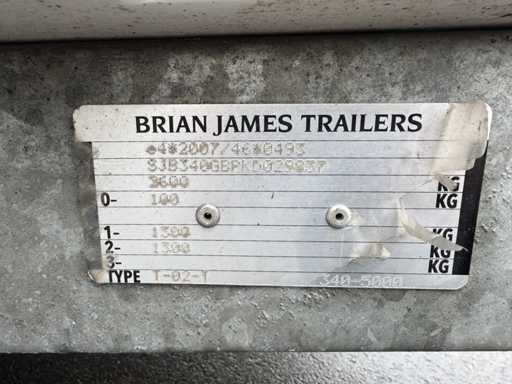 BRIAN JAMES TRAILERS
e4*2007/46*0493
SJB340GBPKD029837
2600 KG
0- 100 KG
1- 1300 KG
2- 1300 KG
3- KG
TYPE T-02-T 340-5000